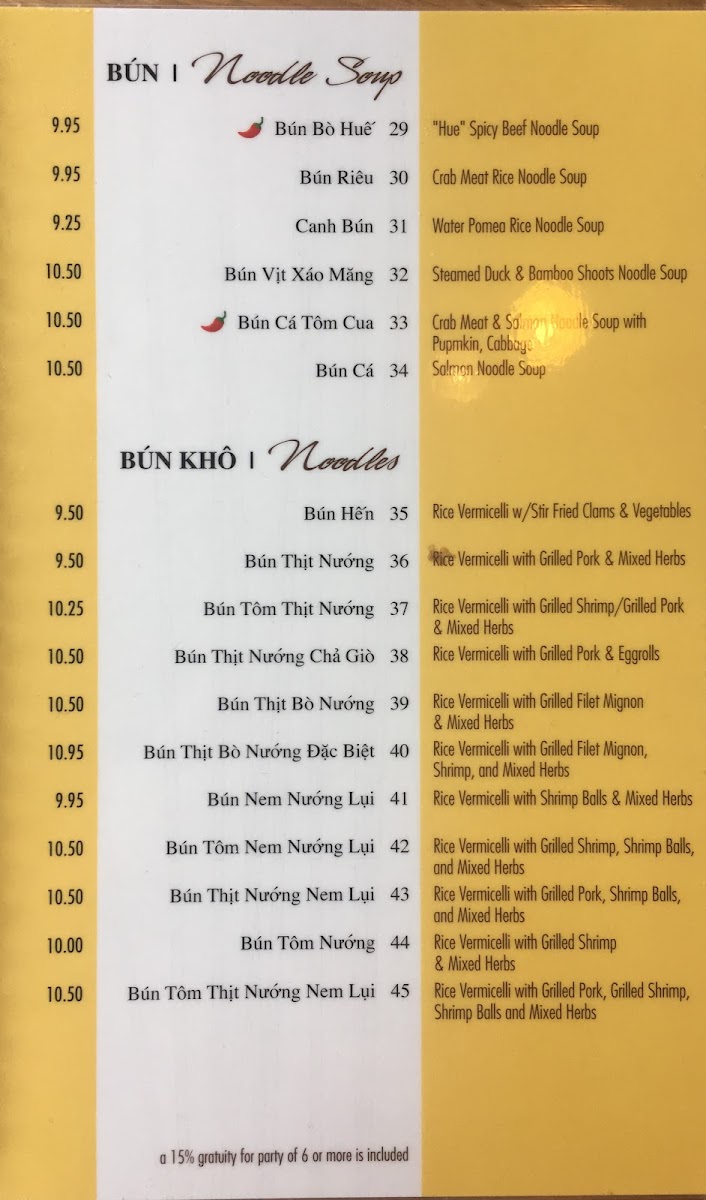 BÚN | Noodle Soup
9.95 Bún Bò Huế 29 "Hue" Spicy Beef Noodle Soup
9.95 Bún Riêu 30 Crab Meat Rice Noodle Soup
9.25 Canh Bún 31 Water Pomea Rice Noodle Soup
10.50 Bún Vịt Xáo Măng 32 Steamed Duck & Bamboo Shoots Noodle Soup
10.50 Bún Cá Tôm Cua 33 Crab Meat & Salmon Noodle Soup with
Pupmkin, Cabbage
10.50 Bún Cá 34 Salmon Noodle Soup
BÚN KHÔ | Noodles
9.50 Bún Hến 35 Rice Vermicelli w/Stir Fried Clams & Vegetables
9.50 Bún Thịt Nướng 36 Rice Vermicelli with Grilled Pork & Mixed Herbs
10.25 Bún Tôm Thịt Nướng 37 Rice Vermicelli with Grilled Shrimp/Grilled Pork
& Mixed Herbs
10.50 Bún Thịt Nướng Chả Giò 38 Rice Vermicelli with Grilled Pork & Eggrolls
10.50 Bún Thịt Bò Nướng 39 Rice Vermicelli with Grilled Filet Mignon
& Mixed Herbs
10.95 Bún Thịt Bò Nướng Đặc Biệt 40 Rice Vermicelli with Grilled Filet Mignon,
Shrimp, and Mixed Herbs
9.95 Bún Nem Nướng Lụi 41 Rice Vermicelli with Shrimp Balls & Mixed Herbs
10.50 Bún Tôm Nem Nướng Lụi 42 Rice Vermicelli with Grilled Shrimp, Shrimp Balls,
and Mixed Herbs
10.50 Bún Thịt Nướng Nem Lụi 43 Rice Vermicelli with Grilled Pork, Shrimp Balls,
and Mixed Herbs
10.00 Bún Tôm Nướng 44 Rice Vermicelli with Grilled Shrimp
& Mixed Herbs
10.50 Bún Tôm Thịt Nướng Nem Lụi 45 Rice Vermicelli with Grilled Pork, Grilled Shrimp,
Shrimp Balls and Mixed Herbs
a 15% gratuity for party of 6 or more is included